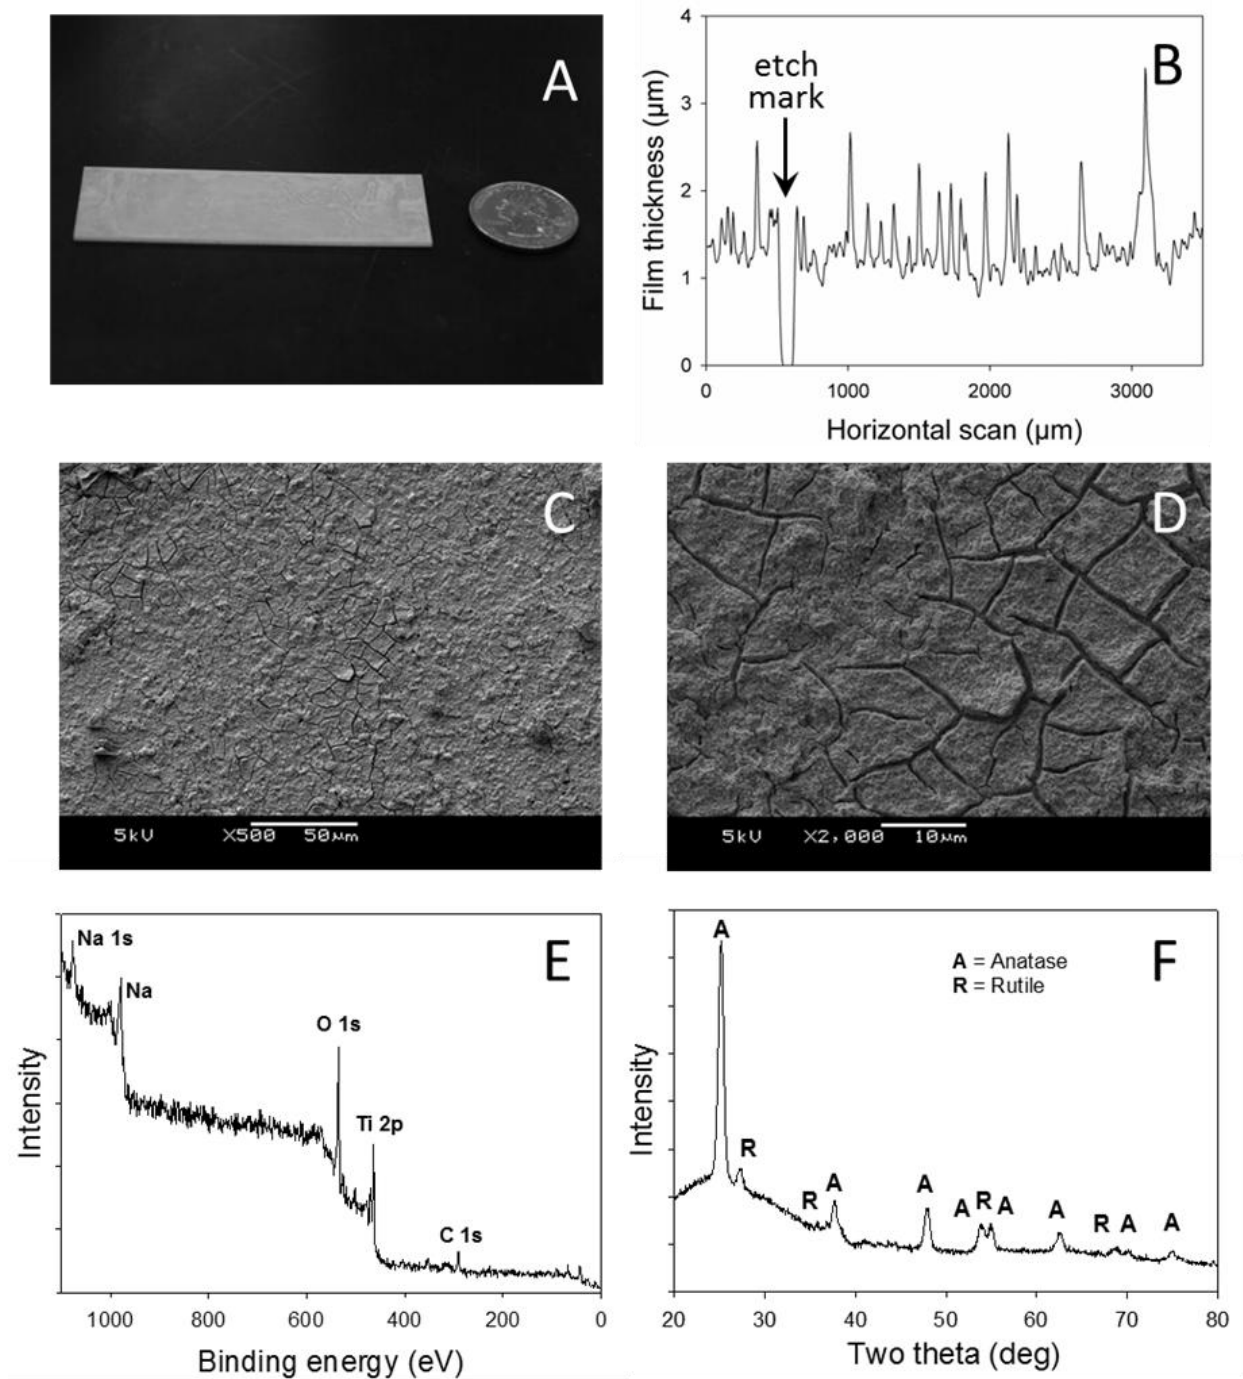 A
B
etch
mark
Film thickness (µm)
4
3
2
1
0
0 1000 2000 3000
Horizontal scan (µm)
C
5kV X500 50µm
D
5kV X2,000 10µm
E
Na 1s
Na
O 1s
Ti 2p
C 1s
Intensity
1000 800 600 400 200 0
Binding energy (eV)
F
A = Anatase
R = Rutile
A
R
R
A
A
A
R
A
A
R
A
A
Intensity
20 30 40 50 60 70 80
Two theta (deg)